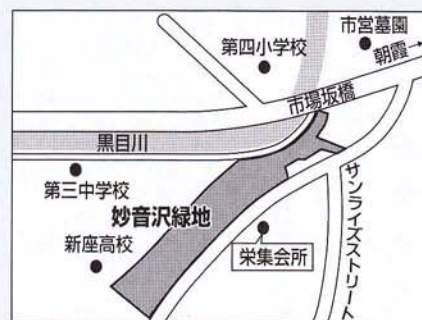 市営墓園
第四小学校
朝霞→
市場坂橋
黒目川
第三中学校
妙音沢緑地
サンライズストリート
新座高校
栄集会所